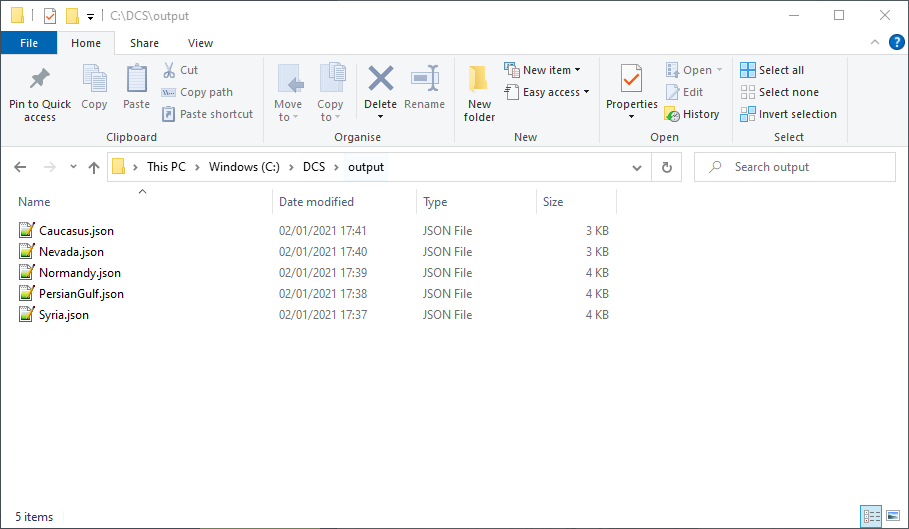 C:\DCS\output
File Home Share View
Pin to Quick access
Copy
Paste
Cut
Copy path
Paste shortcut
Clipboard
Move to
Copy to
Delete
Rename
Organise
New folder
New item
Easy access
New
Properties
Open
Edit
History
Open
Select all
Select none
Invert selection
Select
This PC > Windows (C:) > DCS > output
Search output
Name Date modified Type Size
Caucasus.json 02/01/2021 17:41 JSON File 3 KB
Nevada.json 02/01/2021 17:40 JSON File 3 KB
Normandy.json 02/01/2021 17:39 JSON File 4 KB
PersianGulf.json 02/01/2021 17:38 JSON File 4 KB
Syria.json 02/01/2021 17:37 JSON File 4 KB
5 items